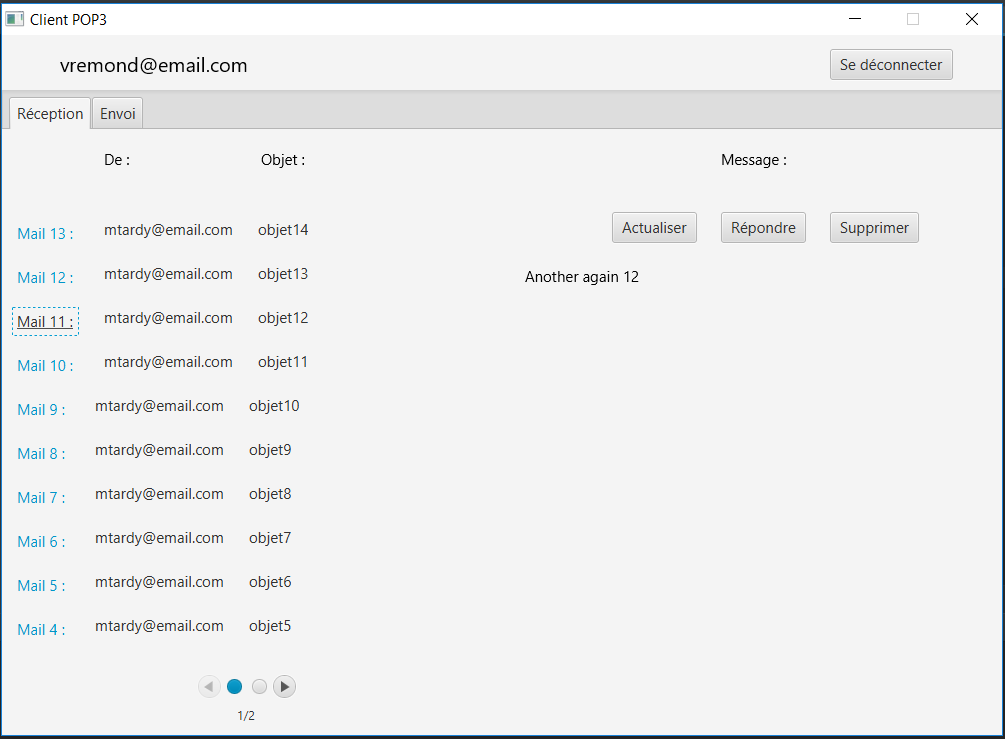 Client POP3
vremond@email.com Se déconnecter
Réception Envoi
De : Objet : Message :
Mail 13 : mtardy@email.com objet14 Actualiser Répondre Supprimer
Mail 12 : mtardy@email.com objet13 Another again 12
Mail 11 : mtardy@email.com objet12
Mail 10 : mtardy@email.com objet11
Mail 9 : mtardy@email.com objet10
Mail 8 : mtardy@email.com objet9
Mail 7 : mtardy@email.com objet8
Mail 6 : mtardy@email.com objet7
Mail 5 : mtardy@email.com objet6
Mail 4 : mtardy@email.com objet5
1/2